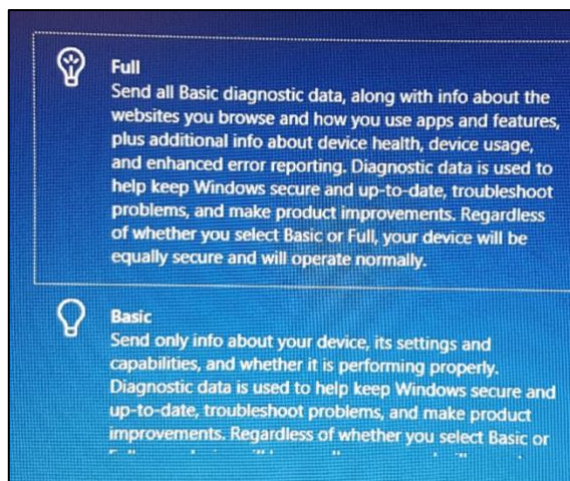 Full
Send all Basic diagnostic data, along with info about the
websites you browse and how you use apps and features,
plus additional info about device health, device usage,
and enhanced error reporting. Diagnostic data is used to
help keep Windows secure and up-to-date, troubleshoot
problems, and make product improvements. Regardless
of whether you select Basic or Full, your device will be
equally secure and will operate normally.
Basic
Send only info about your device, its settings and
capabilities, and whether it is performing properly.
Diagnostic data is used to help keep Windows secure and
up-to-date, troubleshoot problems, and make product
improvements. Regardless of whether you select Basic or